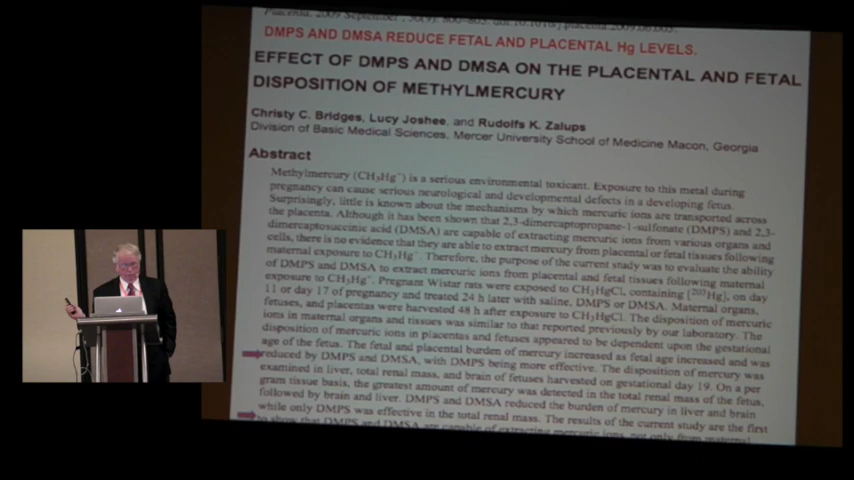 Placenta. 2009 September ; 30(9): 800–805. doi:10.1016/j.placenta.2009.06.005.
DMPS AND DMSA REDUCE FETAL AND PLACENTAL Hg LEVELS.
EFFECT OF DMPS AND DMSA ON THE PLACENTAL AND FETAL
DISPOSITION OF METHYLMERCURY
Christy C. Bridges, Lucy Joshee, and Rudolfs K. Zalups
Division of Basic Medical Sciences, Mercer University School of Medicine Macon, Georgia
Abstract
Methylmercury (CH₃Hg⁺) is a serious environmental toxicant. Exposure to this metal during
pregnancy can cause serious neurological and developmental defects in a developing fetus.
Surprisingly, little is known about the mechanisms by which mercuric ions are transported across
the placenta. Although it has been shown that 2,3-dimercaptopropane-1-sulfonate (DMPS) and 2,3-
dimercaptosuccinic acid (DMSA) are capable of extracting mercuric ions from various organs and
cells, there is no evidence that they are able to extract mercury from placental or fetal tissues following
maternal exposure to CH₃Hg⁺. Therefore, the purpose of the current study was to evaluate the ability
of DMPS and DMSA to extract mercuric ions from placental and fetal tissues following maternal
exposure to CH₃Hg⁺. Pregnant Wistar rats were exposed to CH₃HgCl, containing [²⁰³Hg], on day
11 or day 17 of pregnancy and treated 24 h later with saline, DMPS or DMSA. Maternal organs,
fetuses, and placentas were harvested 48 h after exposure to CH₃HgCl. The disposition of mercuric
ions in maternal organs and tissues was similar to that reported previously by our laboratory. The
disposition of mercuric ions in placentas and fetuses appeared to be dependent upon the gestational
age of the fetus. The fetal and placental burden of mercury increased as fetal age increased and was
reduced by DMPS and DMSA, with DMPS being more effective. The disposition of mercury was
examined in liver, total renal mass, and brain of fetuses harvested on gestational day 19. On a per
gram tissue basis, the greatest amount of mercury was detected in the total renal mass of the fetus,
followed by brain and liver. DMPS and DMSA reduced the burden of mercury in liver and brain
while only DMPS was effective in the total renal mass. The results of the current study are the first
to show that DMPS and DMSA are capable of extracting mercuric ions, not only from maternal